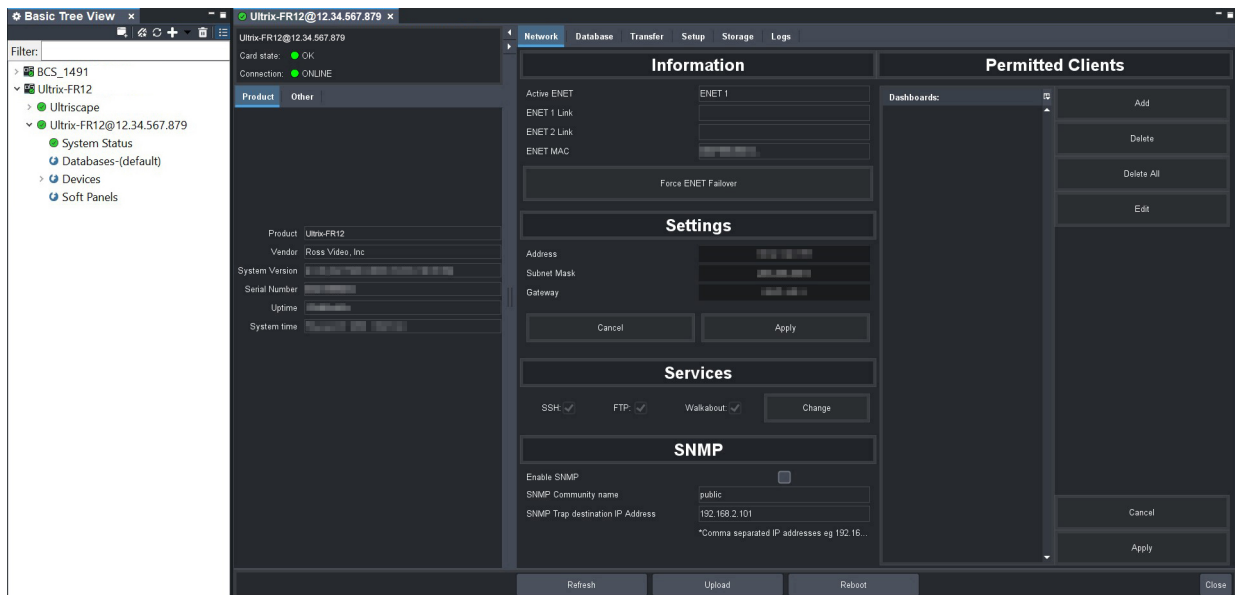 Basic Tree View ×
Filter:
BCS_1491
Ultrix-FR12
Ultriscape
Ultrix-FR12@12.34.567.879
System Status
Databases-(default)
Devices
Soft Panels
Ultrix-FR12@12.34.567.879 ×
Ultrix-FR12@12.34.567.879
Card state: OK
Connection: ONLINE
Product Other
Product Ultrix-FR12
Vendor Ross Video, Inc
System Version
Serial Number
Uptime
System time
Network Database Transfer Setup Storage Logs
Information
Active ENET ENET 1
ENET 1 Link
ENET 2 Link
ENET MAC
Force ENET Failover
Settings
Address
Subnet Mask
Gateway
Cancel Apply
Services
SSH: FTP: Walkabout: Change
SNMP
Enable SNMP
SNMP Community name public
SNMP Trap destination IP Address 192.168.2.101
*Comma separated IP addresses eg 192.16...
Permitted Clients
Dashboards:
Add
Delete
Delete All
Edit
Cancel
Apply
Refresh Upload Reboot Close